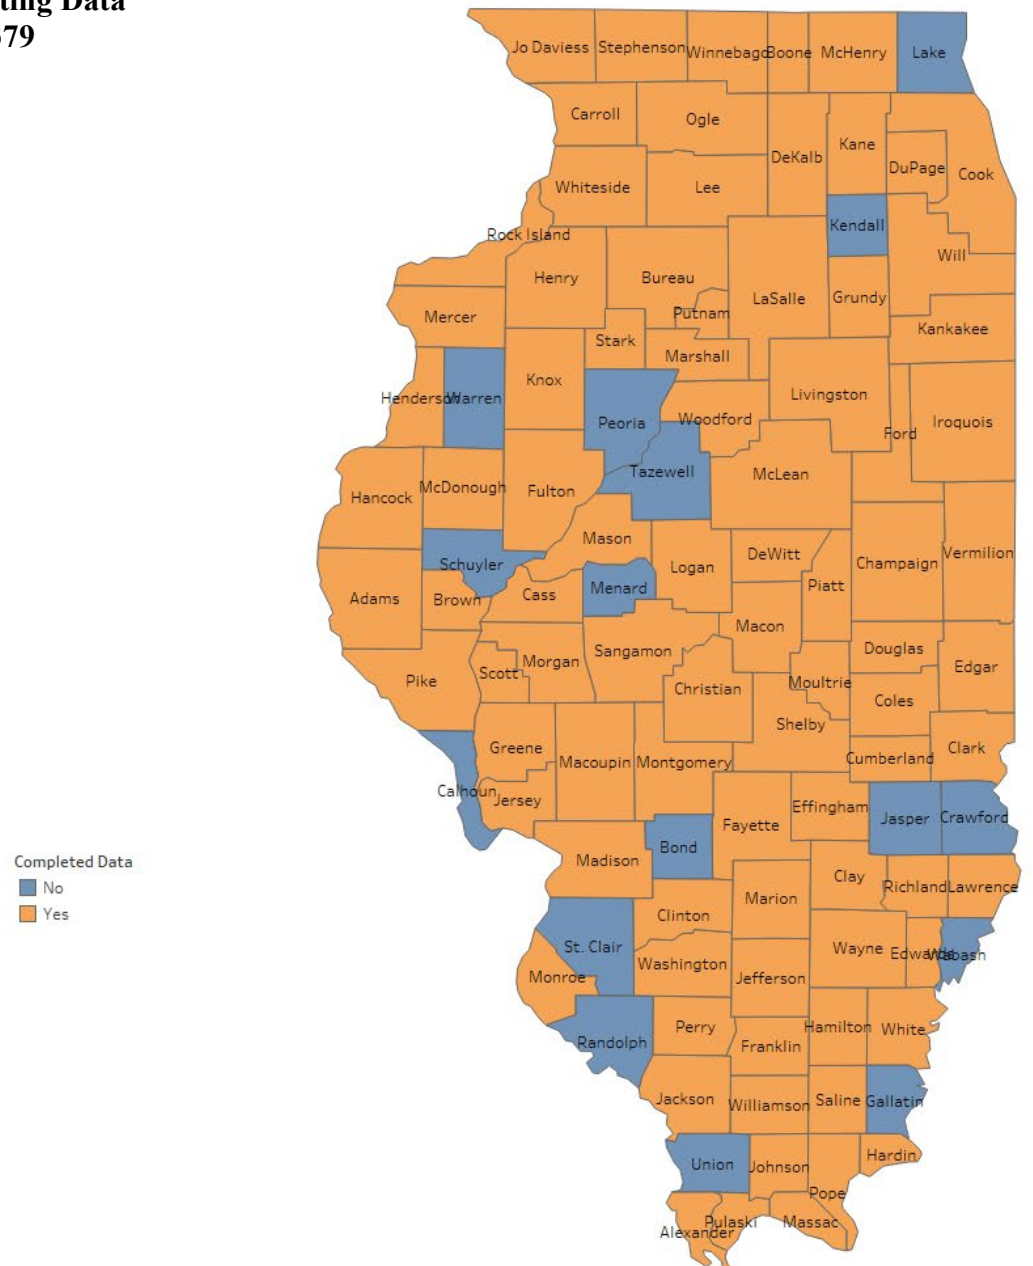 ting Data
579
Jo Daviess
Stephenson
Winnebago
Boone
McHenry
Lake
Carroll
Ogle
DeKalb
Kane
DuPage
Cook
Whiteside
Lee
Rock Island
Kendall
Will
Henry
Bureau
LaSalle
Grundy
Putnam
Mercer
Kankakee
Stark
Marshall
Henderson
Warren
Knox
Peoria
Woodford
Livingston
Ford
Iroquois
Tazewell
McLean
Hancock
McDonough
Fulton
Mason
Logan
DeWitt
Champaign
Vermilion
Schuyler
Adams
Brown
Cass
Menard
Piatt
Macon
Sangamon
Douglas
Edgar
Scott
Morgan
Pike
Christian
Moultrie
Coles
Shelby
Greene
Macoupin
Montgomery
Cumberland
Clark
Calhoun
Jersey
Effingham
Jasper
Crawford
Fayette
Bond
Madison
Completed Data
No
Yes
Clay
Richland
Lawrence
Marion
Clinton
St. Clair
Wayne
Edwards
Wabash
Washington
Jefferson
Monroe
Perry
Hamilton
White
Randolph
Franklin
Jackson
Williamson
Saline
Gallatin
Union
Johnson
Hardin
Pope
Alexander
Pulaski
Massac